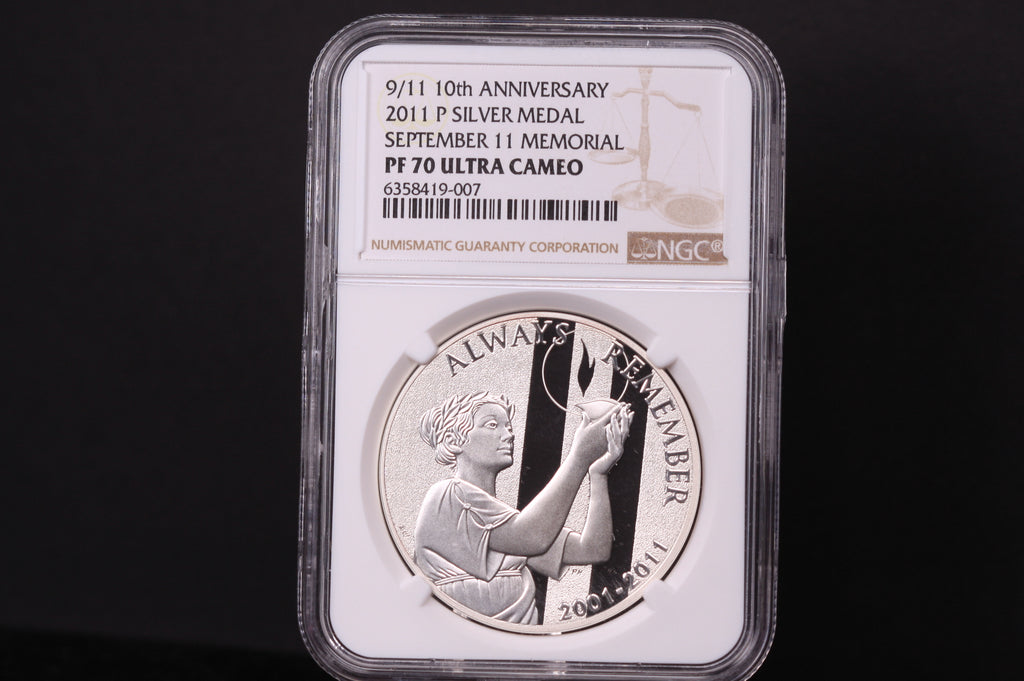 9/11 10th ANNIVERSARY
2011 P SILVER MEDAL
SEPTEMBER 11 MEMORIAL
PF 70 ULTRA CAMEO
6358419-007
NUMISMATIC GUARANTY CORPORATION
NGC®
ALWAYS REMEMBER
2001-2011